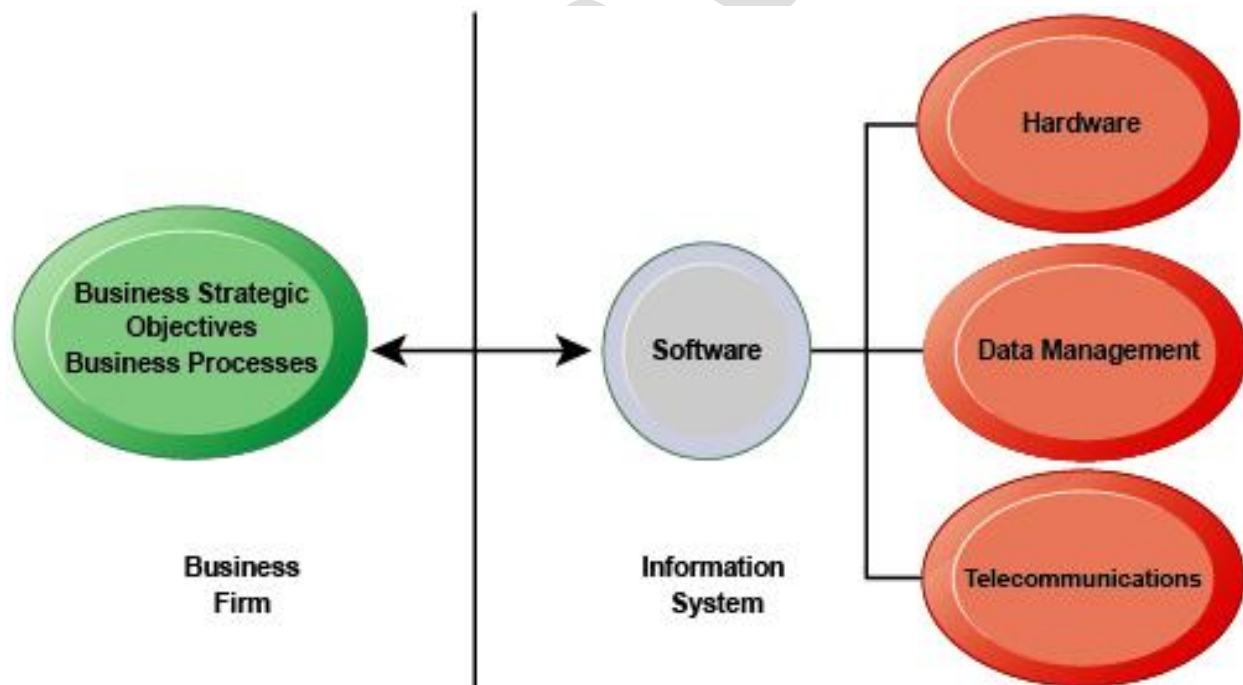 Business Strategic
Objectives
Business Processes
Software
Hardware
Data Management
Telecommunications
Business
Firm
Information
System